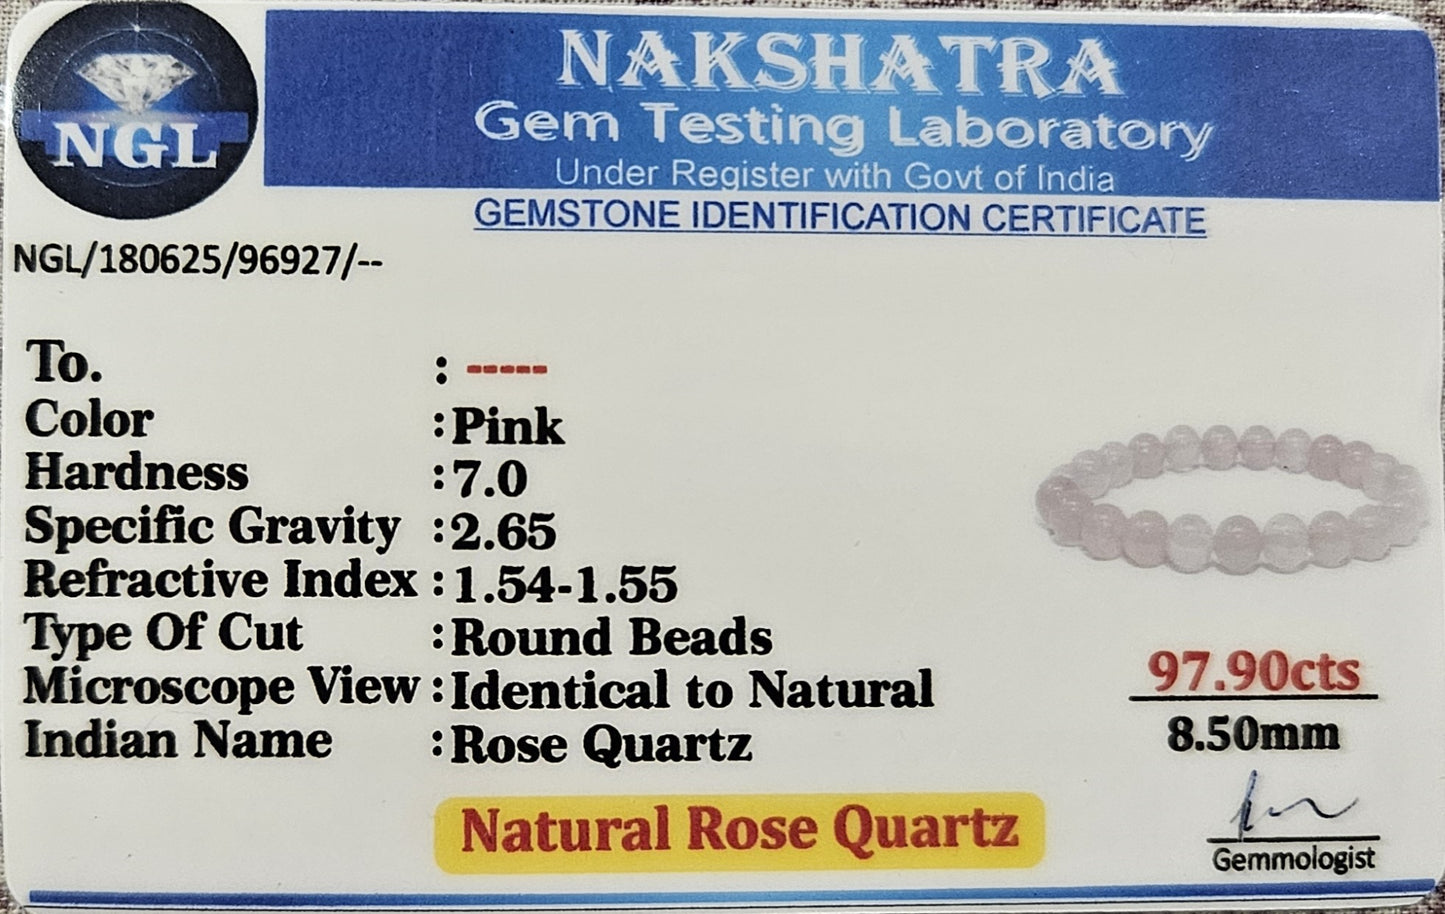 NGL
NAKSHATRA
Gem Testing Laboratory
Under Register with Govt of India
GEMSTONE IDENTIFICATION CERTIFICATE
NGL/180625/96927/--
To. : -----
Color : Pink
Hardness : 7.0
Specific Gravity : 2.65
Refractive Index : 1.54-1.55
Type Of Cut : Round Beads
Microscope View : Identical to Natural
Indian Name : Rose Quartz
97.90cts
8.50mm
Natural Rose Quartz
Gemmologist